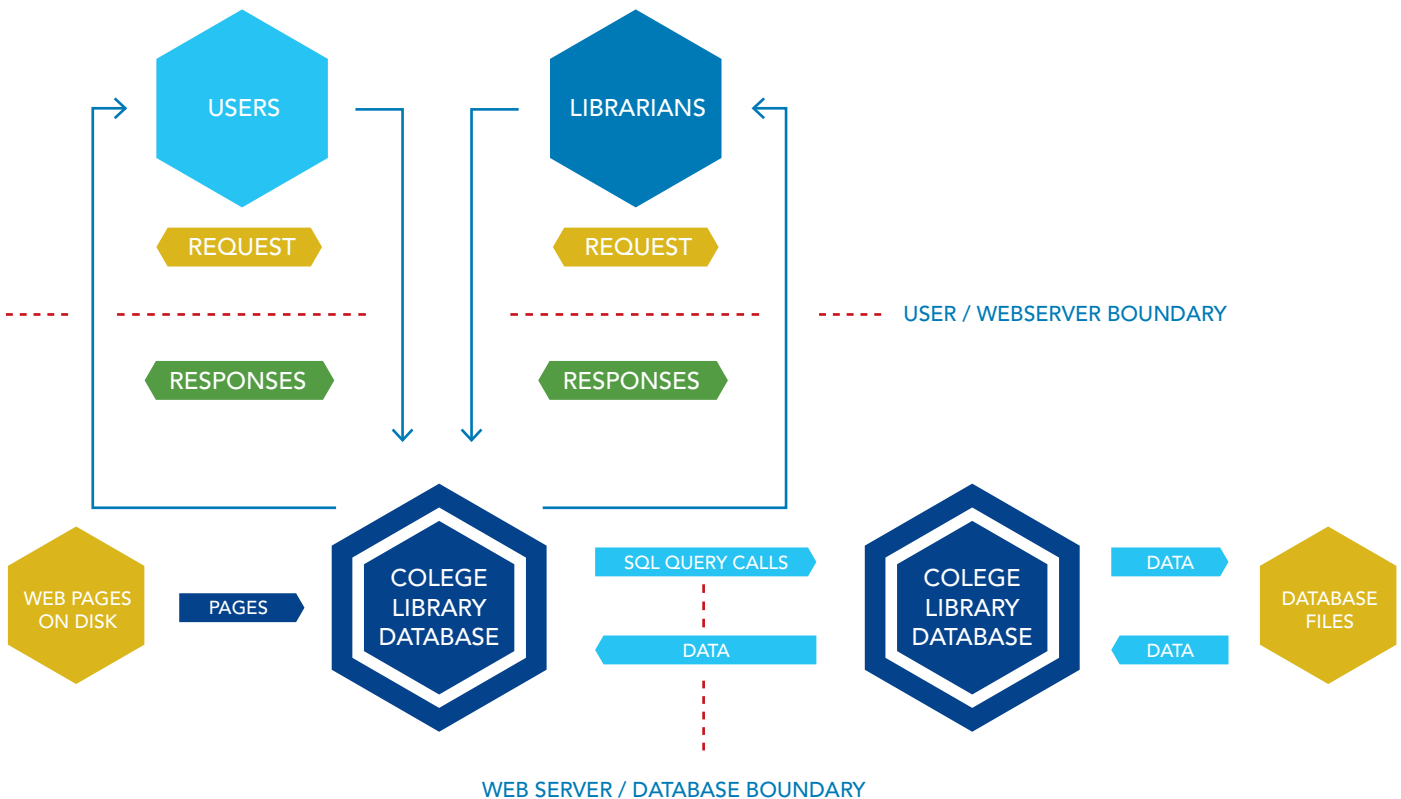 USERS
LIBRARIANS
REQUEST
REQUEST
USER / WEBSERVER BOUNDARY
RESPONSES
RESPONSES
WEB PAGES
ON DISK
PAGES
COLEGE
LIBRARY
DATABASE
SQL QUERY CALLS
DATA
COLEGE
LIBRARY
DATABASE
DATA
DATA
DATABASE
FILES
WEB SERVER / DATABASE BOUNDARY